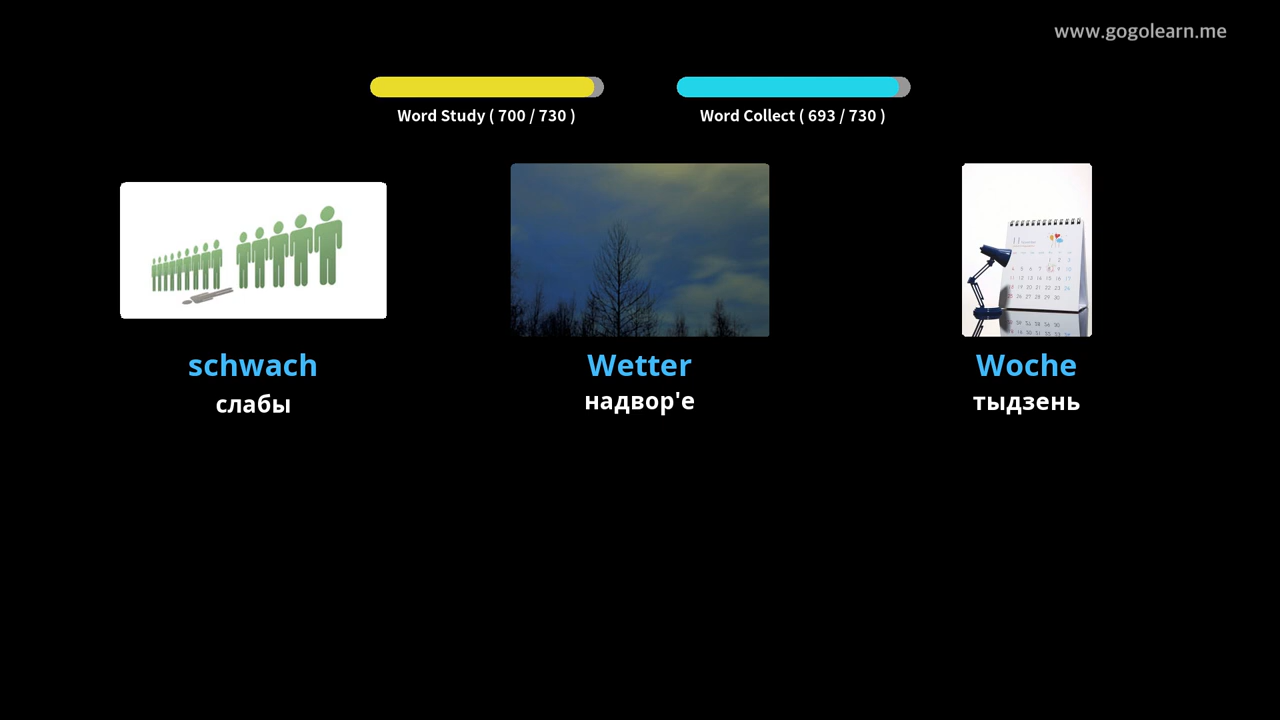 www.gogolearn.me
Word Study ( 700 / 730 )
Word Collect ( 693 / 730 )
schwach
слабы
Wetter
надвор'е
Woche
тыдзень